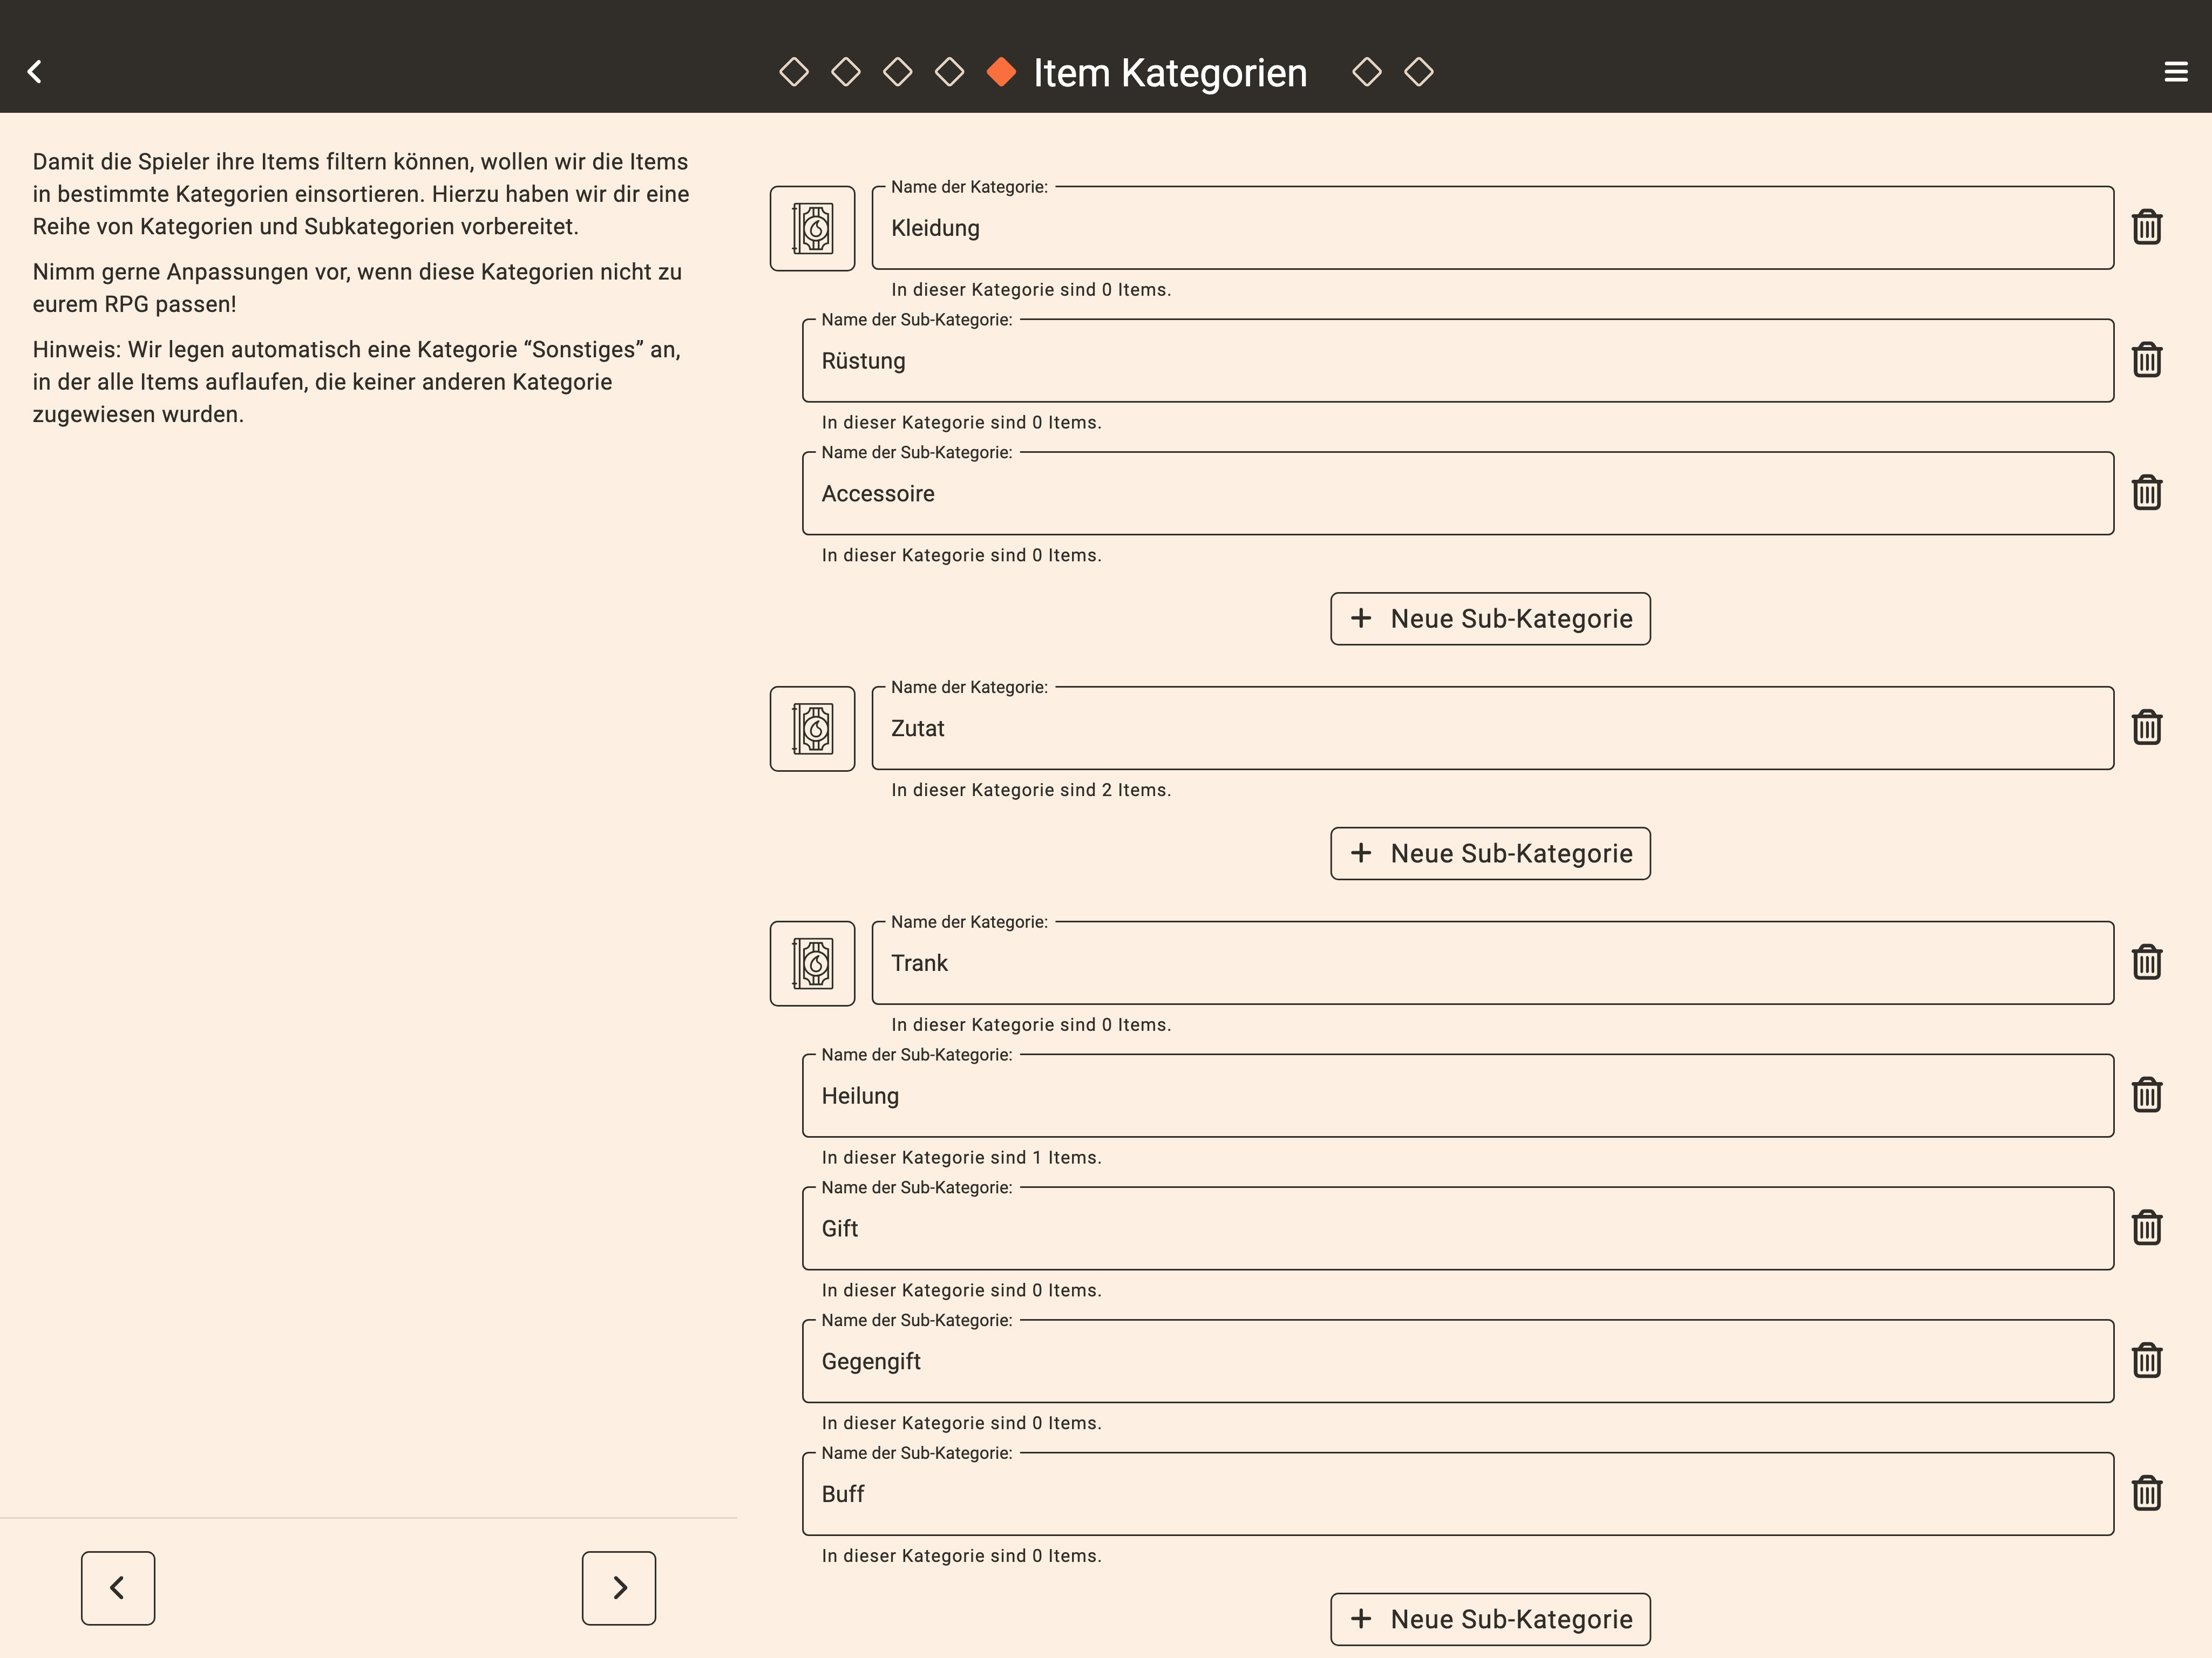 Item Kategorien
Damit die Spieler ihre Items filtern können, wollen wir die Items
in bestimmte Kategorien einsortieren. Hierzu haben wir dir eine
Reihe von Kategorien und Subkategorien vorbereitet.
Nimm gerne Anpassungen vor, wenn diese Kategorien nicht zu
eurem RPG passen!
Hinweis: Wir legen automatisch eine Kategorie “Sonstiges” an,
in der alle Items auflaufen, die keiner anderen Kategorie
zugewiesen wurden.
Name der Kategorie:
Kleidung
In dieser Kategorie sind 0 Items.
Name der Sub-Kategorie:
Rüstung
In dieser Kategorie sind 0 Items.
Name der Sub-Kategorie:
Accessoire
In dieser Kategorie sind 0 Items.
Neue Sub-Kategorie
Name der Kategorie:
Zutat
In dieser Kategorie sind 2 Items.
Neue Sub-Kategorie
Name der Kategorie:
Trank
In dieser Kategorie sind 0 Items.
Name der Sub-Kategorie:
Heilung
In dieser Kategorie sind 1 Items.
Name der Sub-Kategorie:
Gift
In dieser Kategorie sind 0 Items.
Name der Sub-Kategorie:
Gegengift
In dieser Kategorie sind 0 Items.
Name der Sub-Kategorie:
Buff
In dieser Kategorie sind 0 Items.
Neue Sub-Kategorie